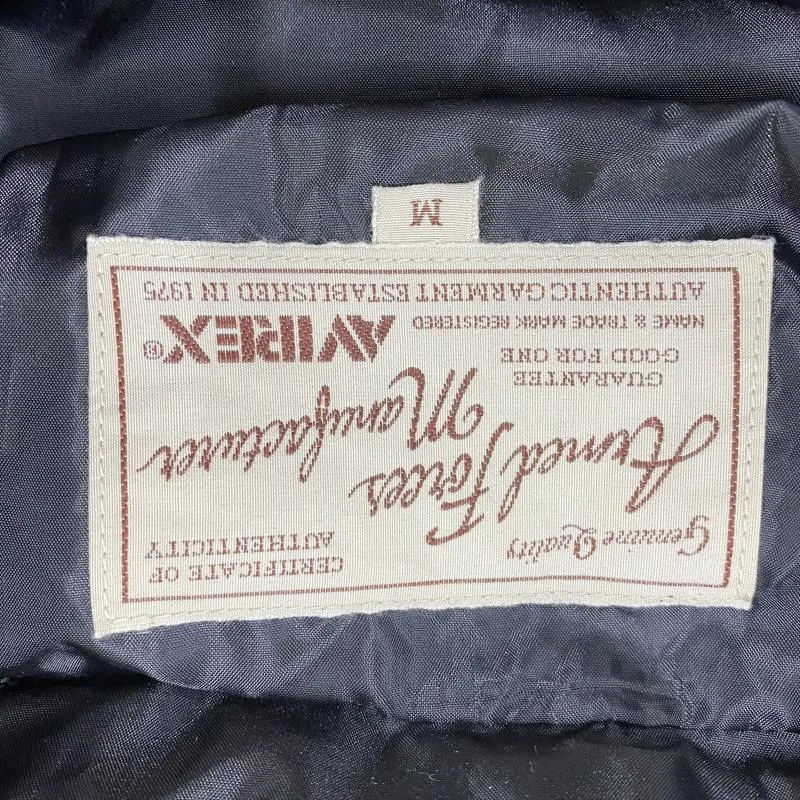 Genuine Quality
CERTIFICATE OF
AUTHENTICITY
Armed Forces
Manufacturer
GUARANTEE
GOOD FOR ONE
NAME & TRADE MARK REGISTERED
AVIREX®
AUTHENTIC GARMENT ESTABLISHED IN 1975
M